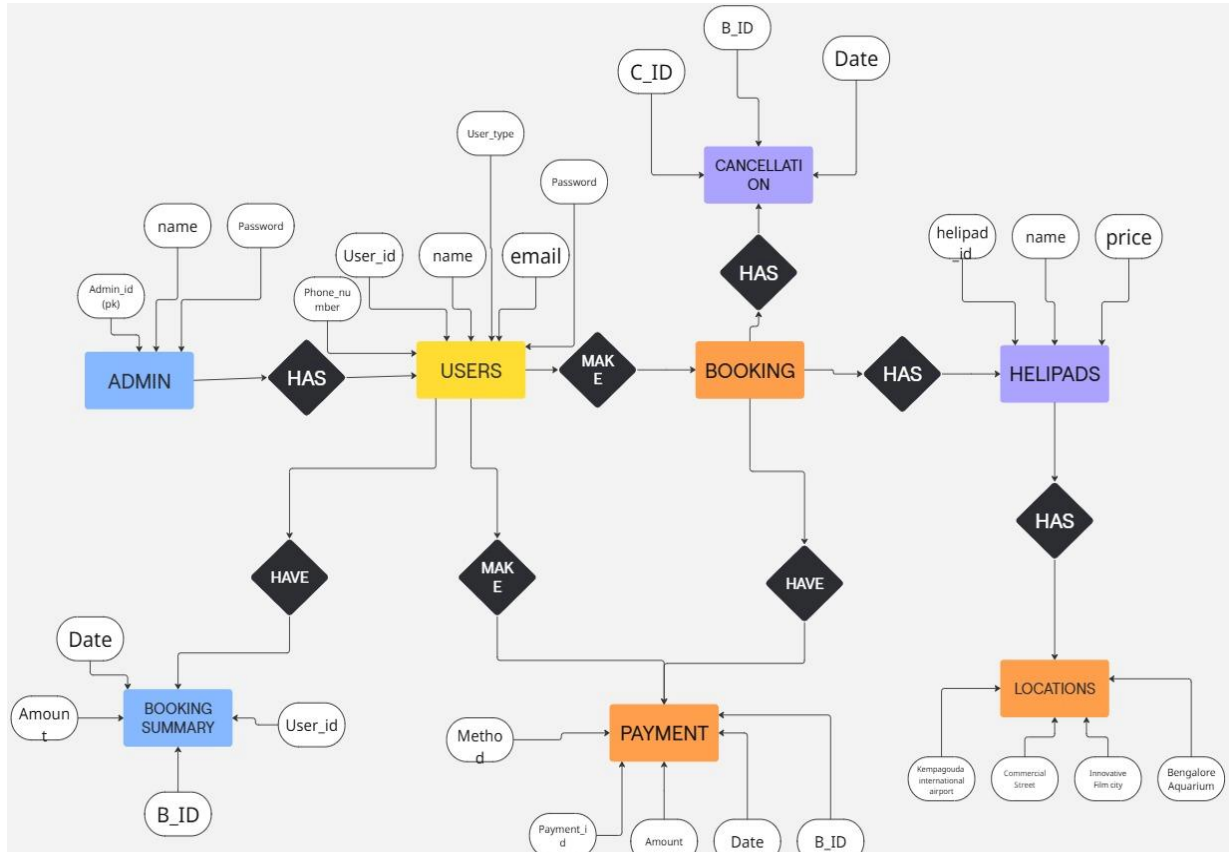 B_ID
C_ID
Date
User_type
CANCELLATI
ON
Password
name
Password
helipad
_id
name
price
User_id
name
email
HAS
Admin_id
(pk)
Phone_nu
mber
ADMIN
HAS
USERS
MAK
E
BOOKING
HAS
HELIPADS
HAS
HAVE
MAK
E
HAVE
Date
BOOKING
SUMMARY
Amoun
t
User_id
B_ID
LOCATIONS
PAYMENT
Metho
d
Kempagouda
international
airport
Commercial
Street
Innovative
Film city
Bengalore
Aquarium
Payment_i
d
Amount
Date
B_ID